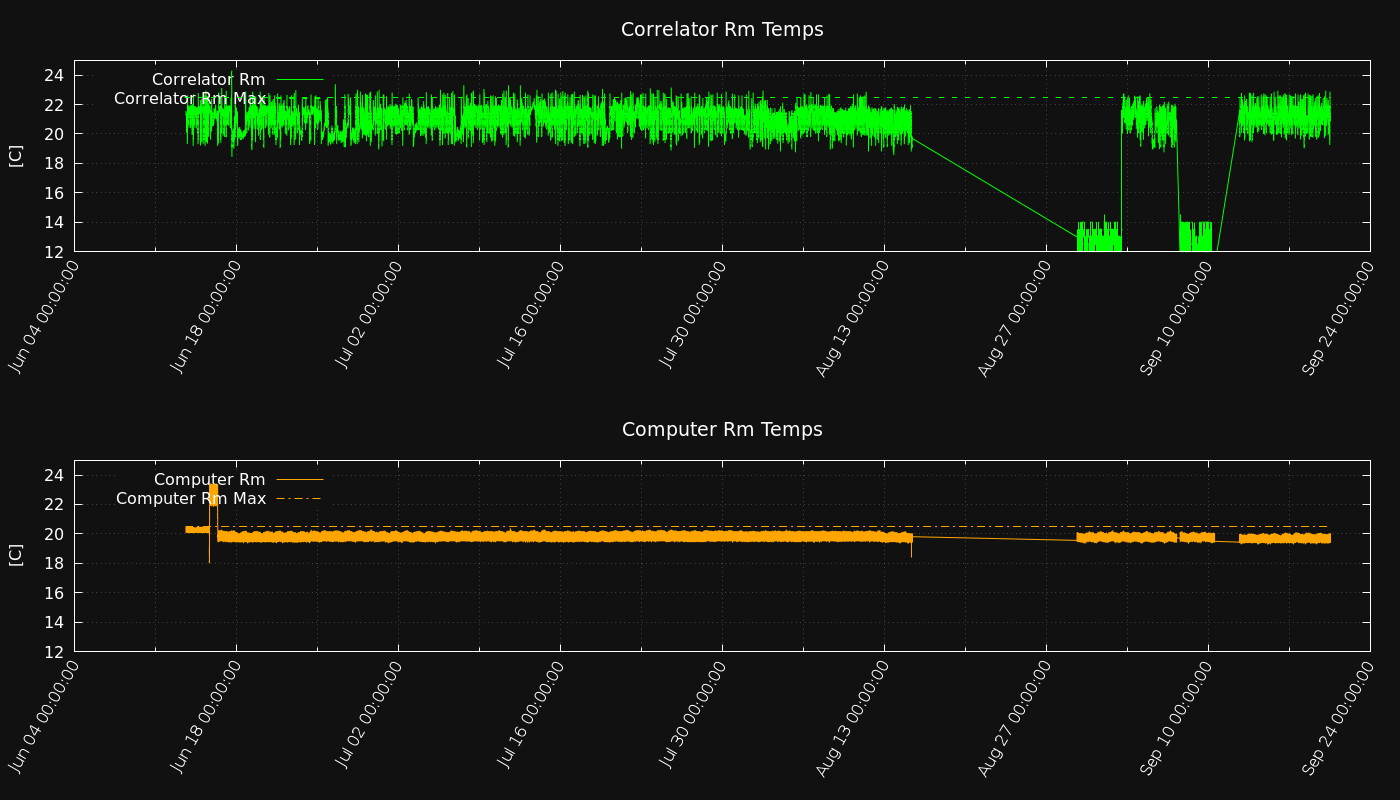 Correlator Rm Temps
Correlator Rm
Correlator Rm Max
[C]
24
22
20
18
16
14
12
Jun 04 00:00:00
Jun 18 00:00:00
Jul 02 00:00:00
Jul 16 00:00:00
Jul 30 00:00:00
Aug 13 00:00:00
Aug 27 00:00:00
Sep 10 00:00:00
Sep 24 00:00:00
Computer Rm Temps
Computer Rm
Computer Rm Max
[C]
24
22
20
18
16
14
12
Jun 04 00:00:00
Jun 18 00:00:00
Jul 02 00:00:00
Jul 16 00:00:00
Jul 30 00:00:00
Aug 13 00:00:00
Aug 27 00:00:00
Sep 10 00:00:00
Sep 24 00:00:00